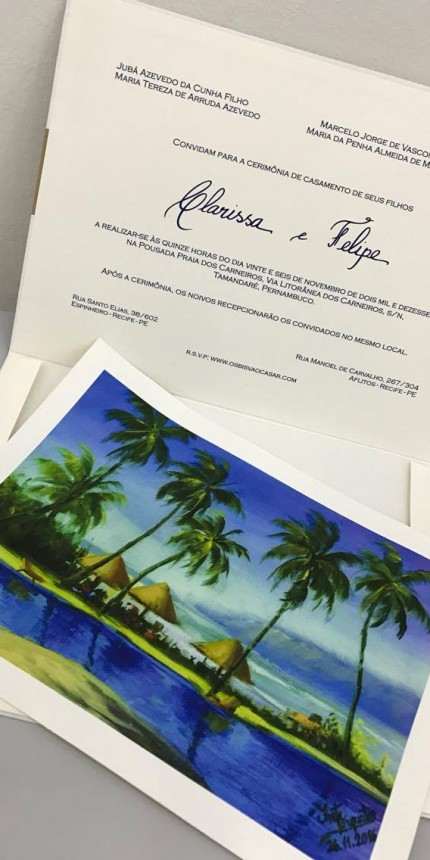 JUBÁ AZEVEDO DA CUNHA FILHO
MARIA TEREZA DE ARRUDA AZEVEDO
MARCELO JORGE DE
MARIA DA PENHA ALMEIDA DE
CONVIDAM PARA A CERIMÔNIA DE CASAMENTO DE SEUS FILHOS
Clarissa e Felipe
A REALIZAR-SE ÀS QUINZE HORAS DO DIA VINTE E SEIS DE NOVEMBRO DE DOIS MIL E
NA POUSADA PRAIA DOS CARNEIROS, VIA LITORÂNEA DOS CARNEIROS, S/N,
TAMANDARÉ, PERNAMBUCO.
APÓS A CERIMÔNIA, OS NOIVOS RECEPCIONARÃO OS CONVIDADOS NO MESMO LOCAL.
RUA SANTO ELIAS, 38/602
ESPINHEIRO - RECIFE - PE
R.S.V.P: WWW.OSBISVAOCASAR.COM
RUA MANOEL DE CARVALHO, 267/304
AFLITOS - RECIFE - PE
26.11.2016